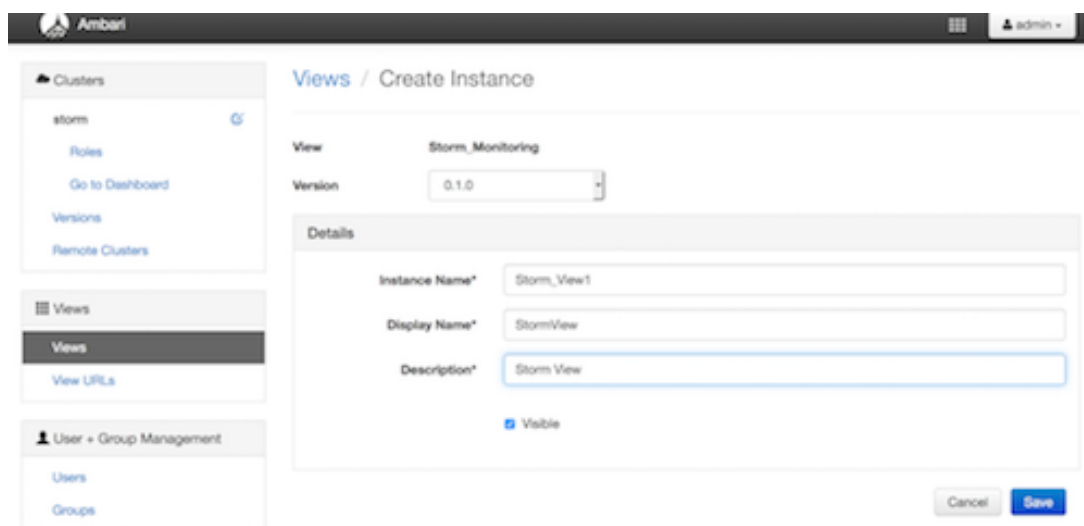 Ambari
admin
Clusters
storm
Roles
Go to Dashboard
Versions
Remote Clusters
Views
Views
View URLs
User + Group Management
Users
Groups
Views / Create Instance
View Storm_Monitoring
Version 0.1.0
Details
Instance Name* Storm_View1
Display Name* StormView
Description* Storm View
Visible
Cancel Save